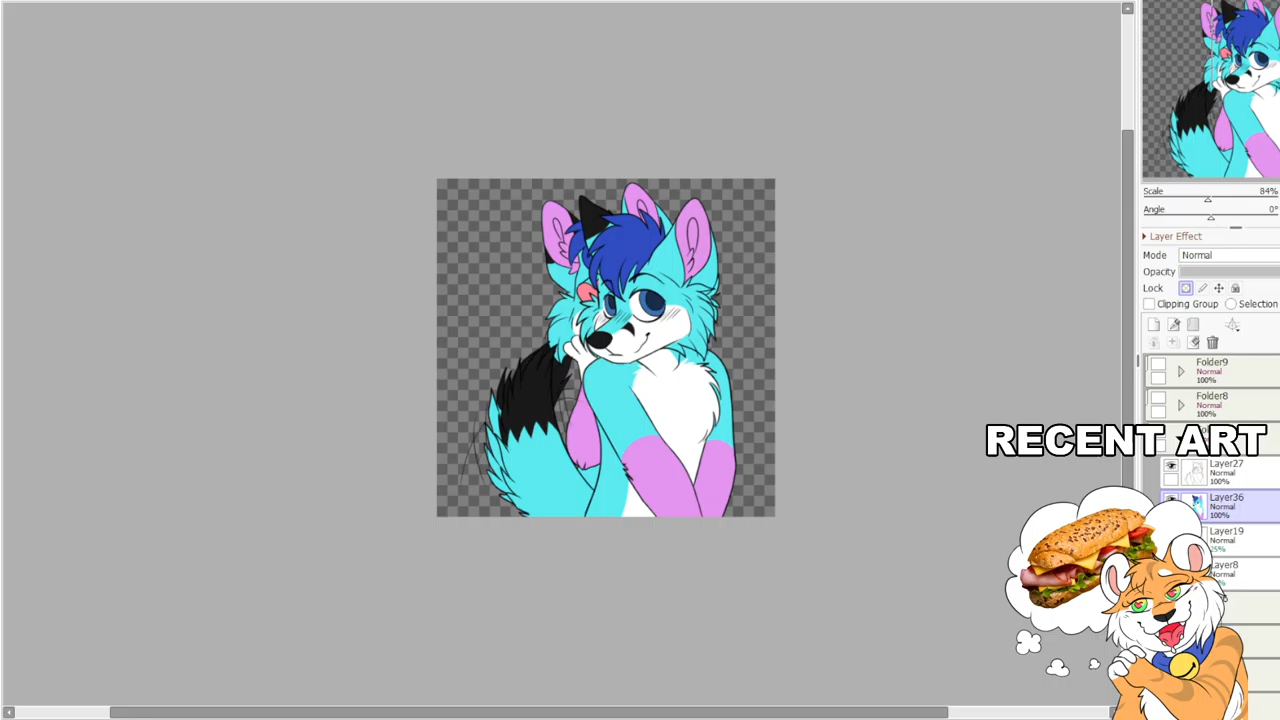 Scale 84%
Angle 0°
Layer Effect
Mode Normal
Opacity
Lock
Clipping Group Selection
Folder9
Normal
100%
Folder8
Normal
100%
RECENT ART
Layer27
Normal
100%
Layer36
Normal
100%
Layer19
Normal
25%
Layer8